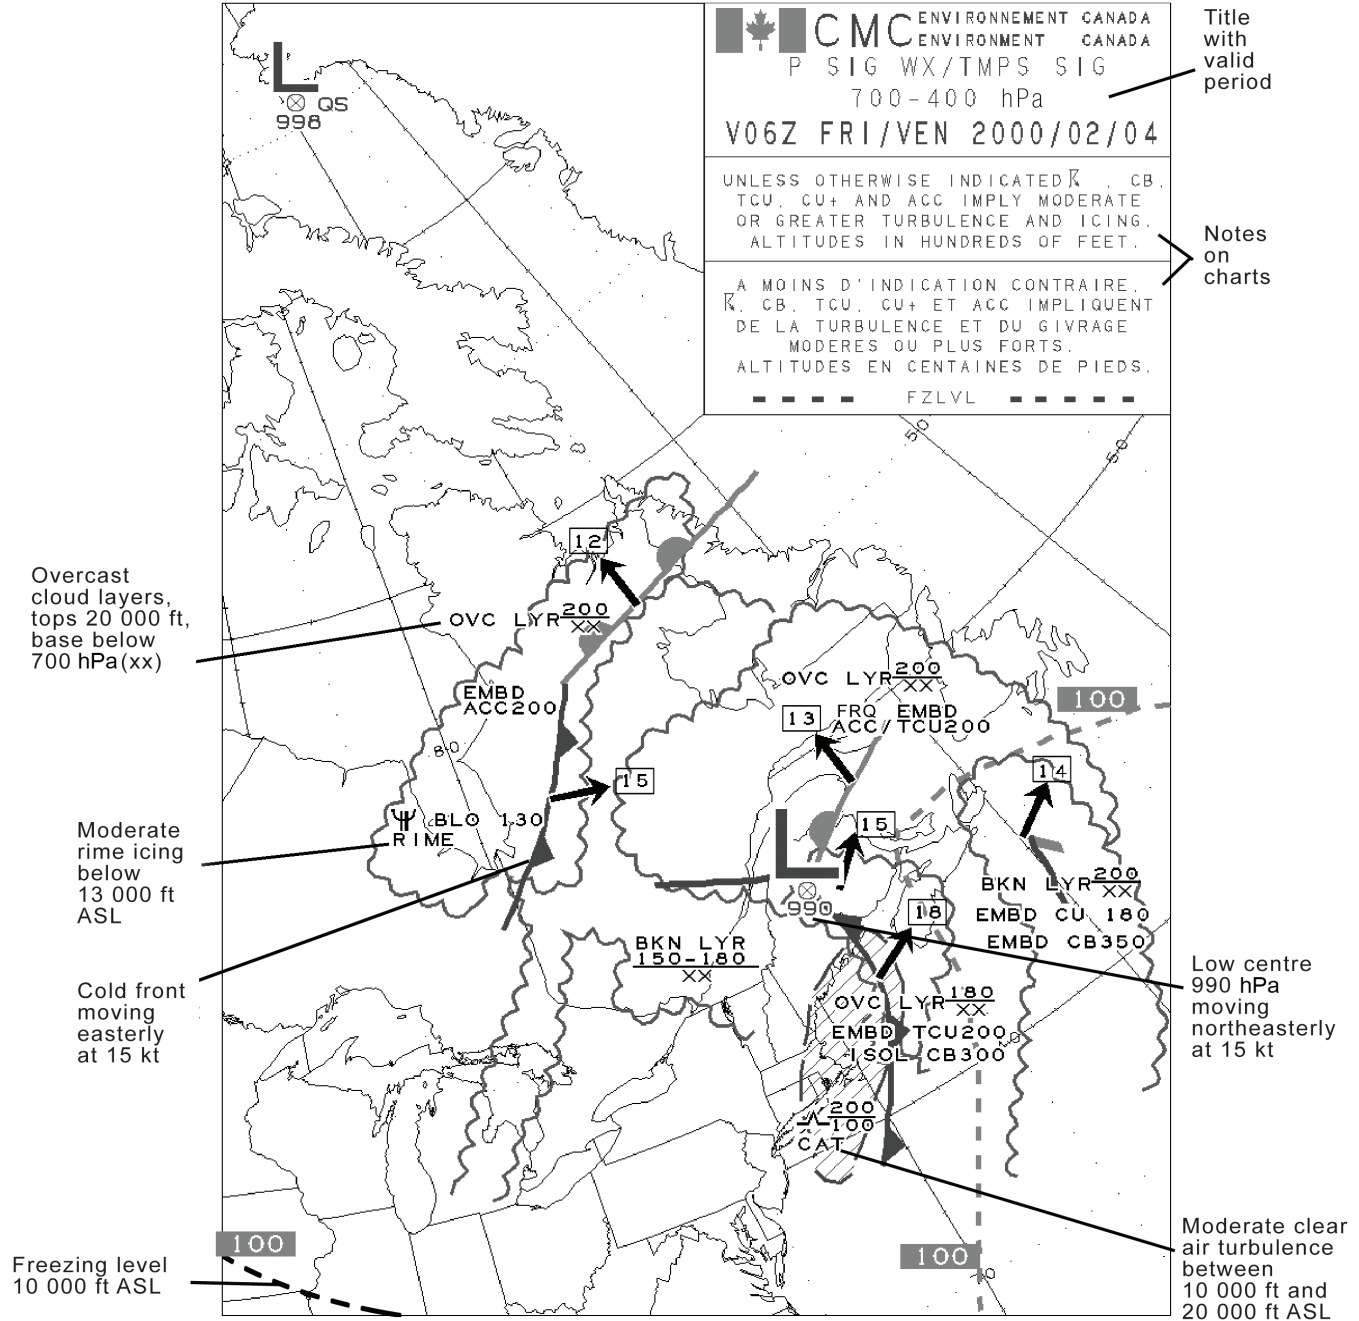 CMC ENVIRONNEMENT CANADA
ENVIRONMENT CANADA
P SIG WX/TMPS SIG
700-400 hPa
V06Z FRI/VEN 2000/02/04
UNLESS OTHERWISE INDICATED , CB,
TCU, CU+ AND ACC IMPLY MODERATE
OR GREATER TURBULENCE AND ICING.
ALTITUDES IN HUNDREDS OF FEET.
A MOINS D'INDICATION CONTRAIRE,
, CB, TCU, CU+ ET ACC IMPLIQUENT
DE LA TURBULENCE ET DU GIVRAGE
MODERES OU PLUS FORTS.
ALTITUDES EN CENTAINES DE PIEDS.
FZLVL
Title
with
valid
period
Notes
on
charts
L
QS
998
50
50
12
OVC LYR 200
XX
EMBD
ACC200
80
15
BLO 130
RIME
OVC LYR 200
XX
FRQ EMBD
ACC/TCU200
13
100
14
15
L
990
18
BKN LYR 200
XX
EMBD CU 180
EMBD CB350
BKN LYR
150-180
XX
OVC LYR 180
XX
EMBD TCU200
ISOL CB300
200
100
CAT
100
100
Overcast
cloud layers,
tops 20 000 ft,
base below
700 hPa(xx)
Moderate
rime icing
below
13 000 ft
ASL
Cold front
moving
easterly
at 15 kt
Freezing level
10 000 ft ASL
Low centre
990 hPa
moving
northeasterly
at 15 kt
Moderate clear
air turbulence
between
10 000 ft and
20 000 ft ASL